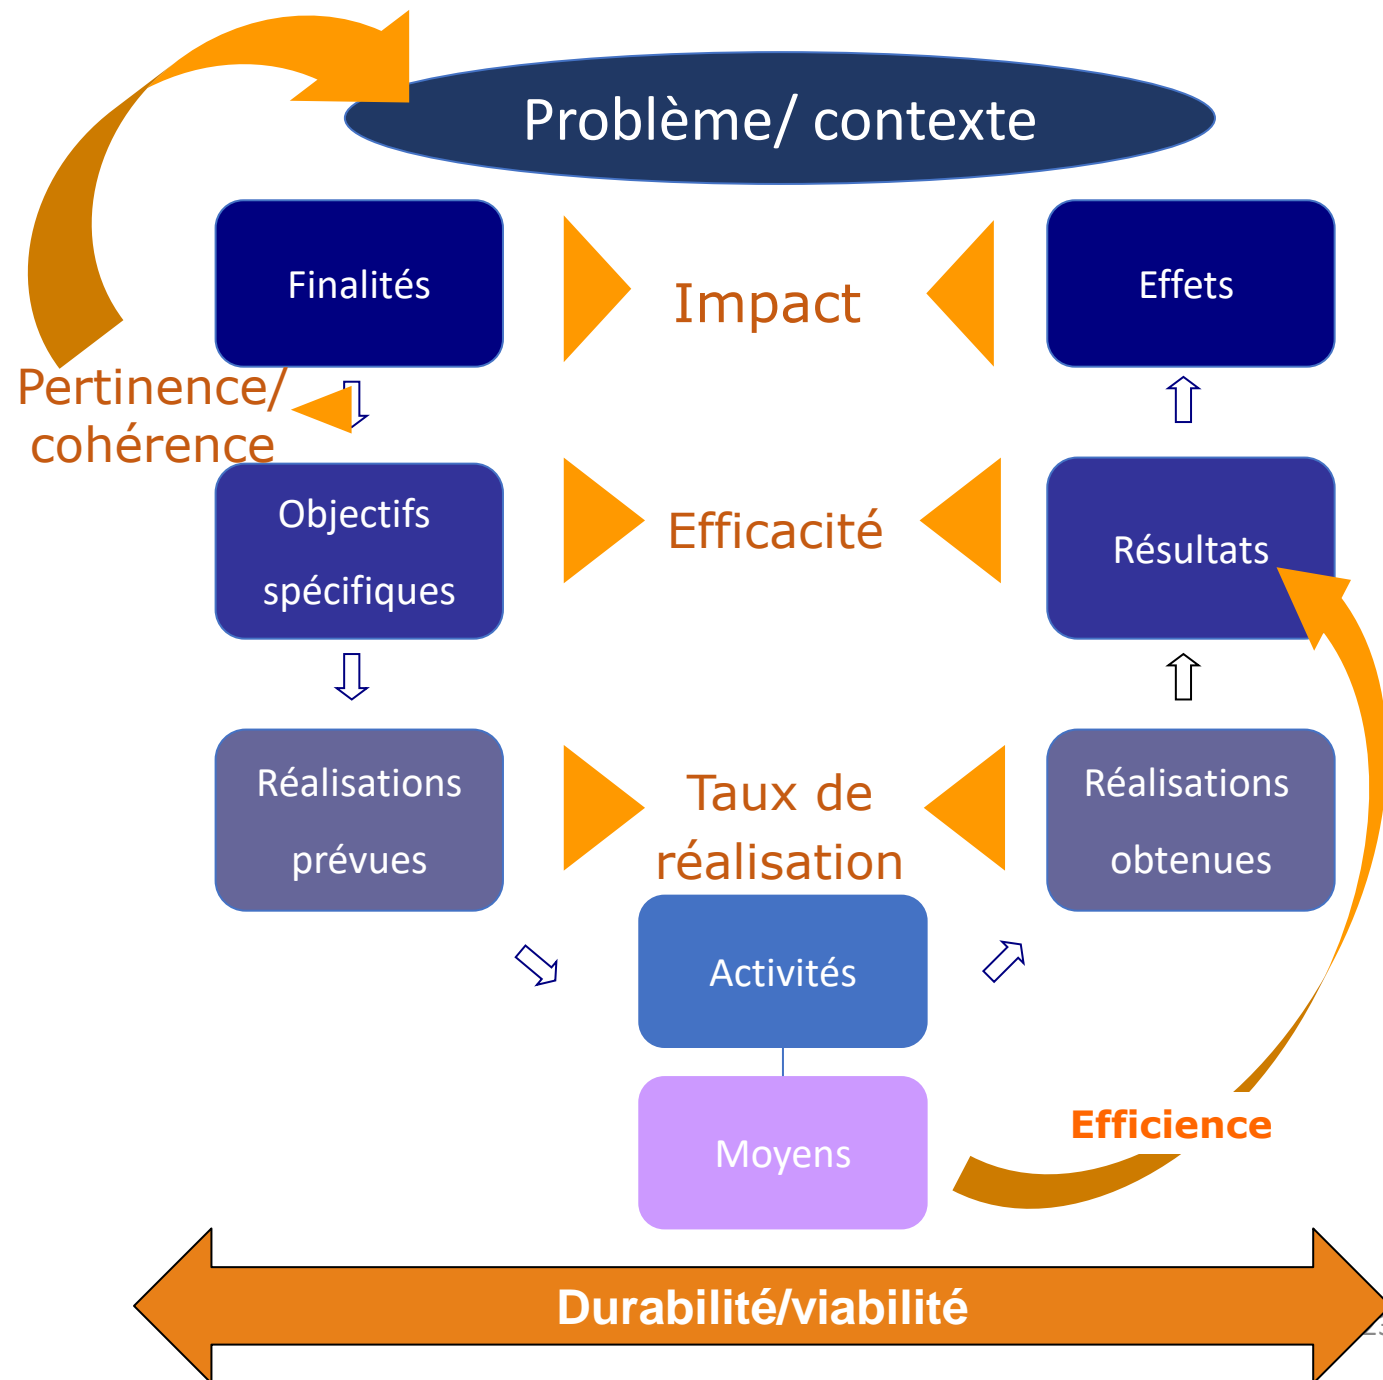 Problème/ contexte
Finalités
Impact
Effets
Pertinence/
cohérence
Objectifs
spécifiques
Efficacité
Résultats
Réalisations
prévues
Taux de
réalisation
Réalisations
obtenues
Activités
Moyens
Efficience
Durabilité/viabilité